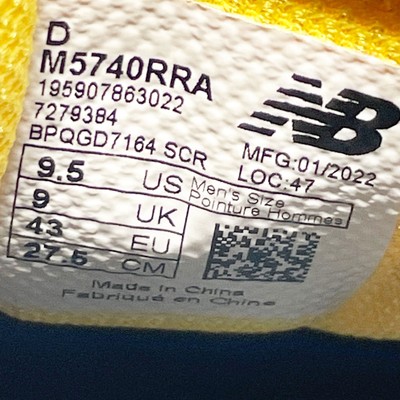 D
M5740RRA
195907863022
7279384
BPQGD7164 SCR
NB
MFG:01/2022
LOC:47
9.5 US
9 UK
43 EU
27.5 CM
Men's Size
Pointure Hommes
Made in China
Fabriqué en Chine